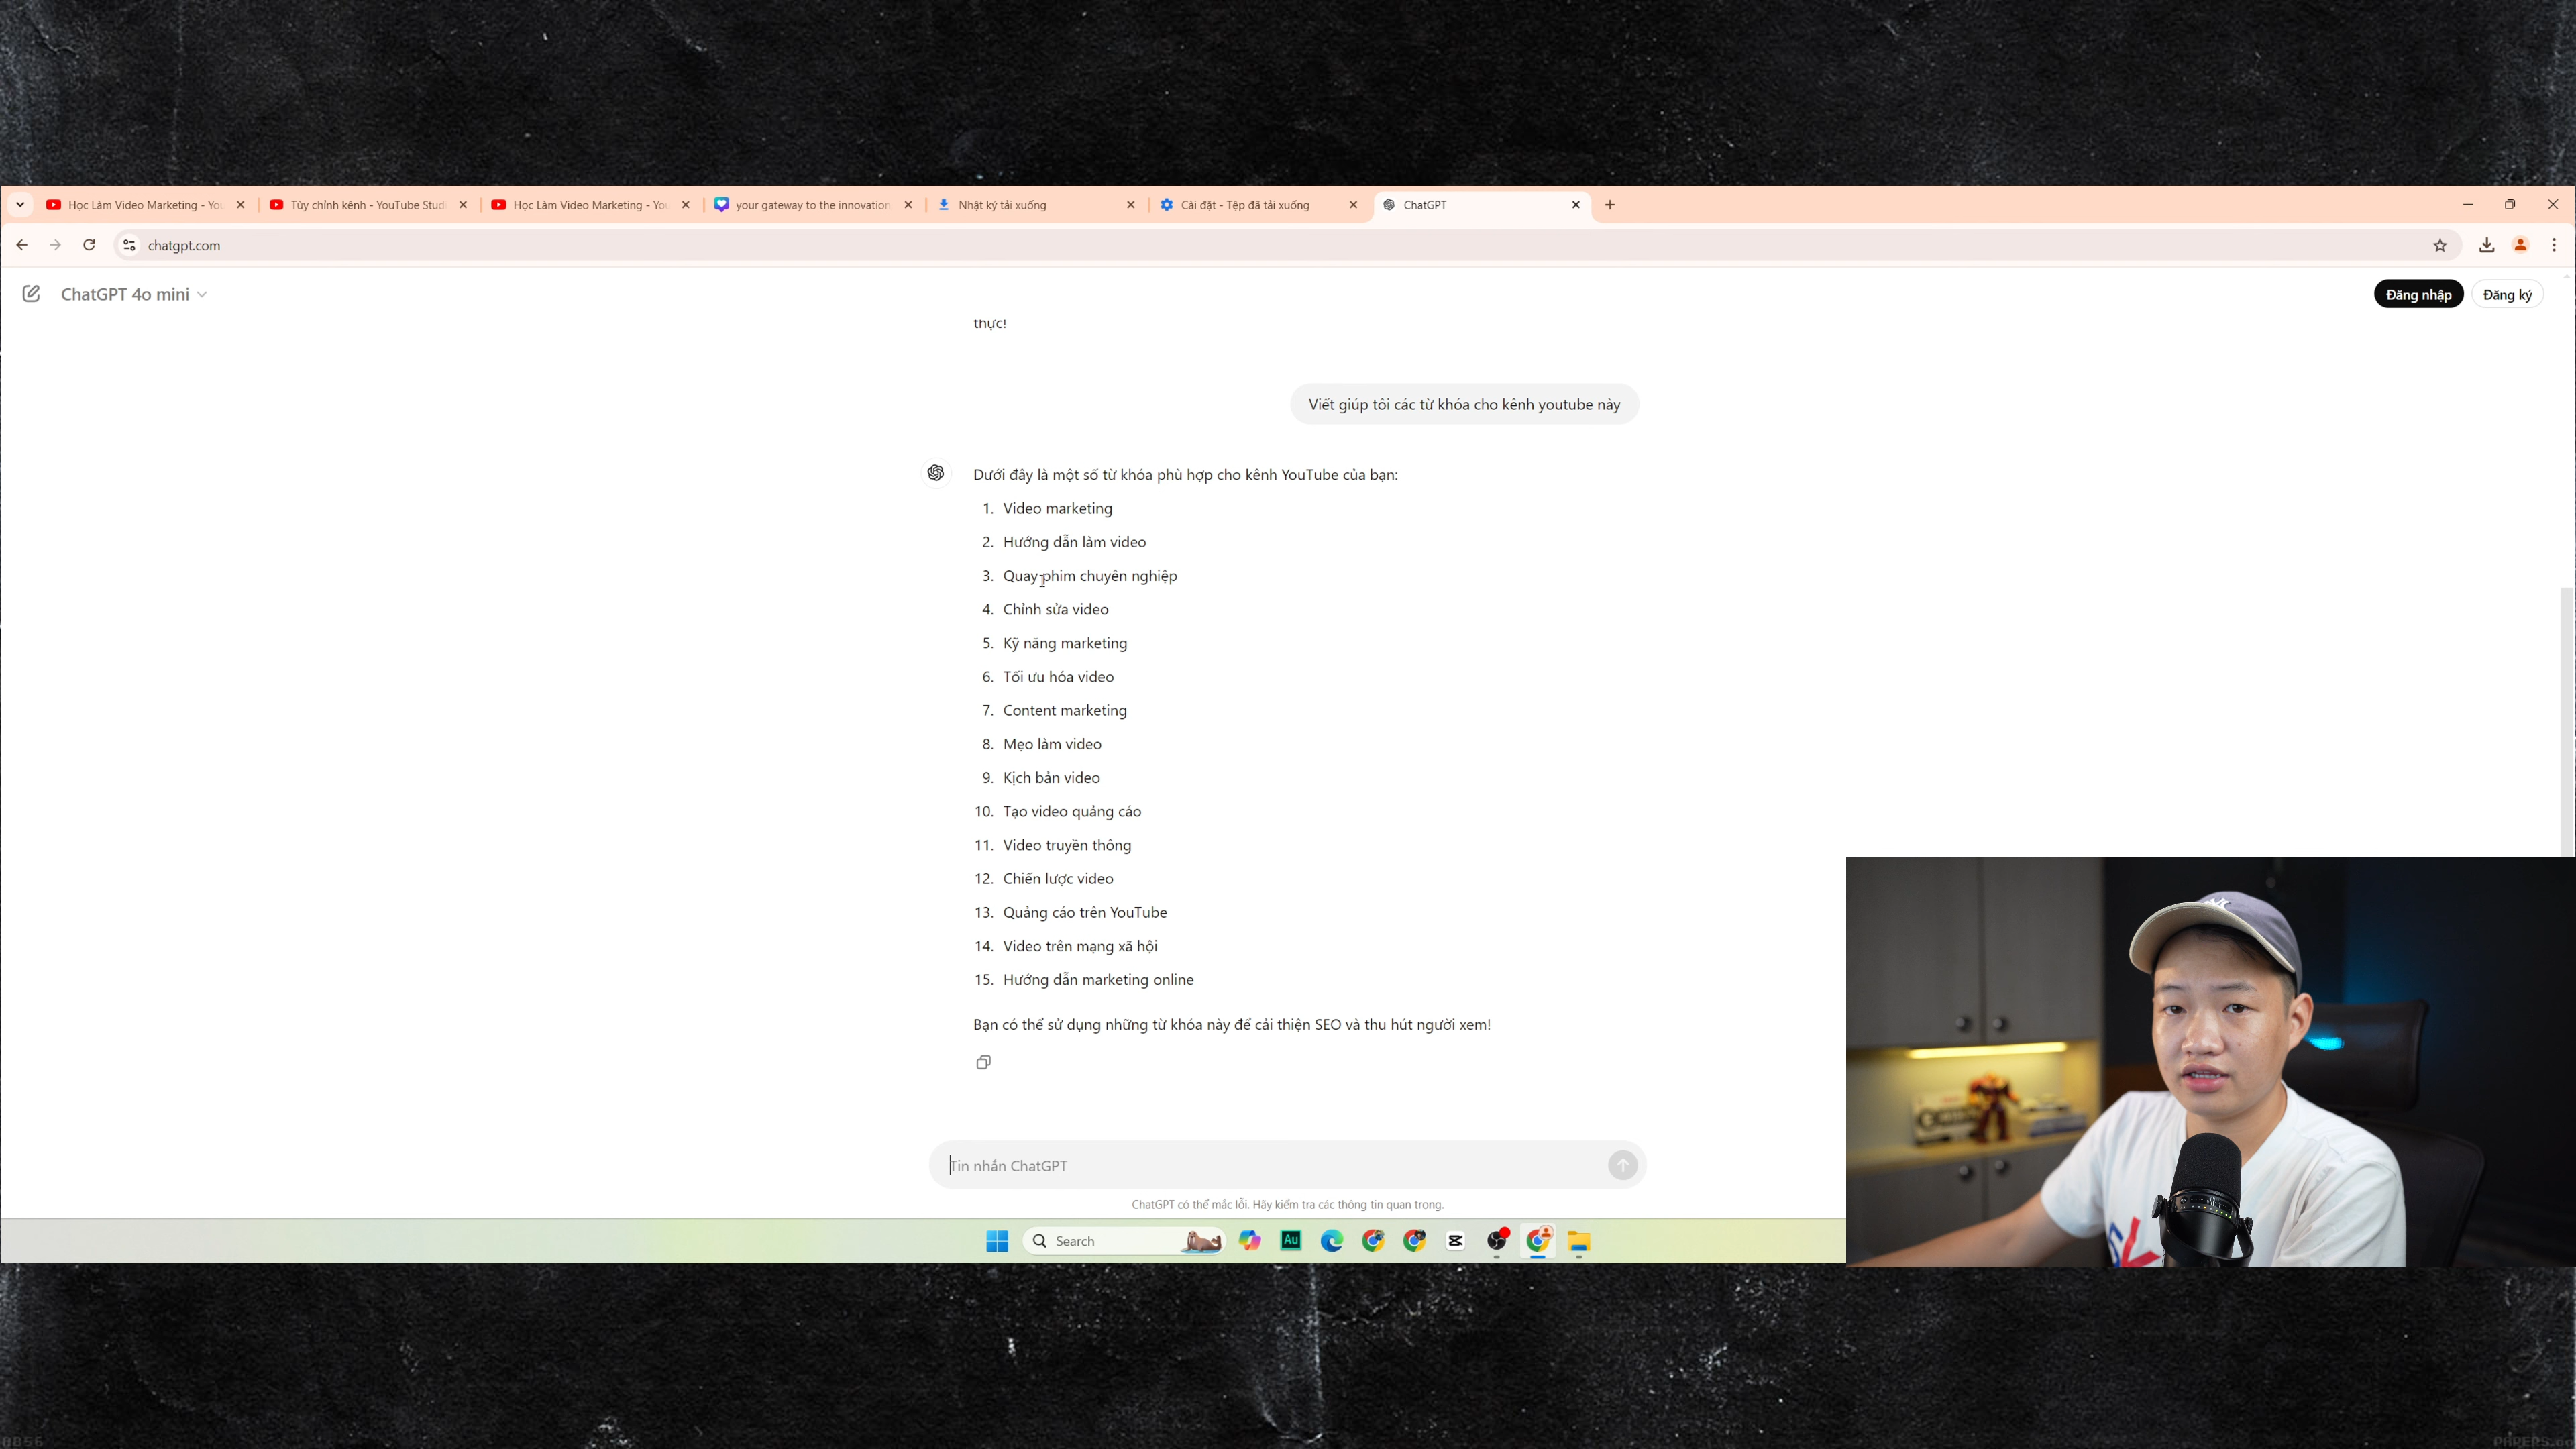 Học Làm Video Marketing - You
Tùy chỉnh kênh - YouTube Stud
Học Làm Video Marketing - You
your gateway to the innovation
Nhật ký tải xuống
Cài đặt - Tệp đã tải xuống
ChatGPT
chatgpt.com
ChatGPT 4o mini
Đăng nhập
Đăng ký
thực!
Viết giúp tôi các từ khóa cho kênh youtube này
Dưới đây là một số từ khóa phù hợp cho kênh YouTube của bạn:
1. Video marketing
2. Hướng dẫn làm video
3. Quay phim chuyên nghiệp
4. Chỉnh sửa video
5. Kỹ năng marketing
6. Tối ưu hóa video
7. Content marketing
8. Mẹo làm video
9. Kịch bản video
10. Tạo video quảng cáo
11. Video truyền thông
12. Chiến lược video
13. Quảng cáo trên YouTube
14. Video trên mạng xã hội
15. Hướng dẫn marketing online
Bạn có thể sử dụng những từ khóa này để cải thiện SEO và thu hút người xem!
Tin nhắn ChatGPT
ChatGPT có thể mắc lỗi. Hãy kiểm tra các thông tin quan trọng.
Search
Au